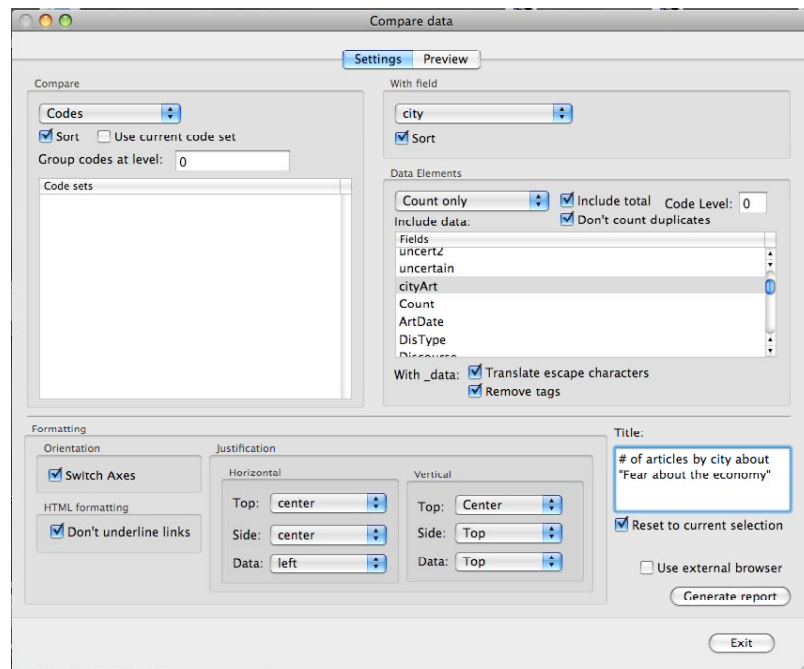 Compare data
Settings Preview
Compare
Codes
Sort Use current code set
Group codes at level: 0
Code sets
With field
city
Sort
Data Elements
Count only Include total Code Level: 0
Include data: Don't count duplicates
Fields
uncert2
uncertain
cityArt
Count
ArtDate
DisType
Discourse
With _data: Translate escape characters
Remove tags
Formatting
Orientation
Switch Axes
HTML formatting
Don't underline links
Justification
Horizontal
Top: center
Side: center
Data: left
Vertical
Top: Center
Side: Top
Data: Top
Title:
# of articles by city about
"Fear about the economy"
Reset to current selection
Use external browser
Generate report
Exit